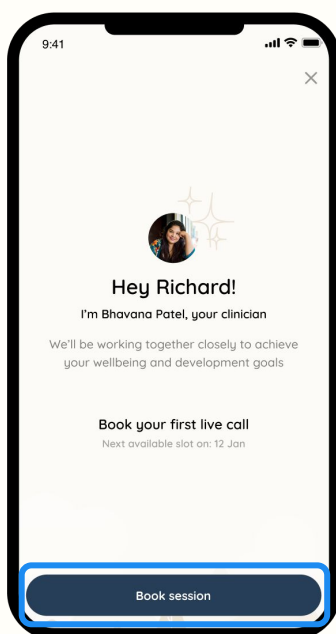 9:41
Hey Richard!
I'm Bhavana Patel, your clinician
We'll be working together closely to achieve
your wellbeing and development goals
Book your first live call
Next available slot on: 12 Jan
Book session